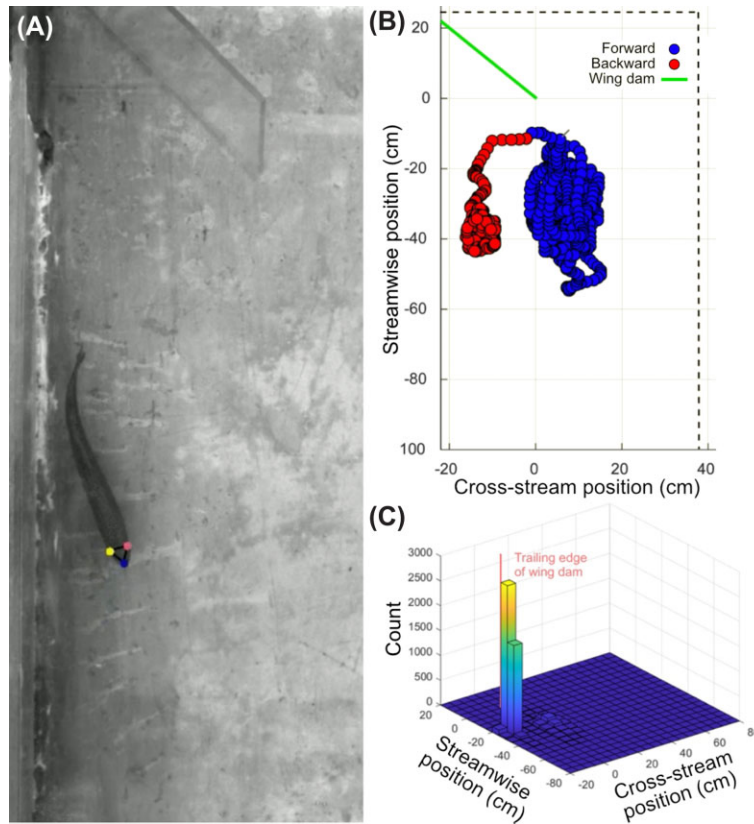 (A)
(B)
20
0
-20
-40
-60
-80
100
Streamwise position (cm)
-20
0
20
40
Cross-stream position (cm)
Forward
Backward
Wing dam
(C)
3000
2500
2000
1500
1000
500
0
Count
Trailing edge
of wing dam
20
0
-20
-40
-60
-80
Streamwise
position (cm)
-20
0
20
40
60
8
Cross-stream
position (cm)